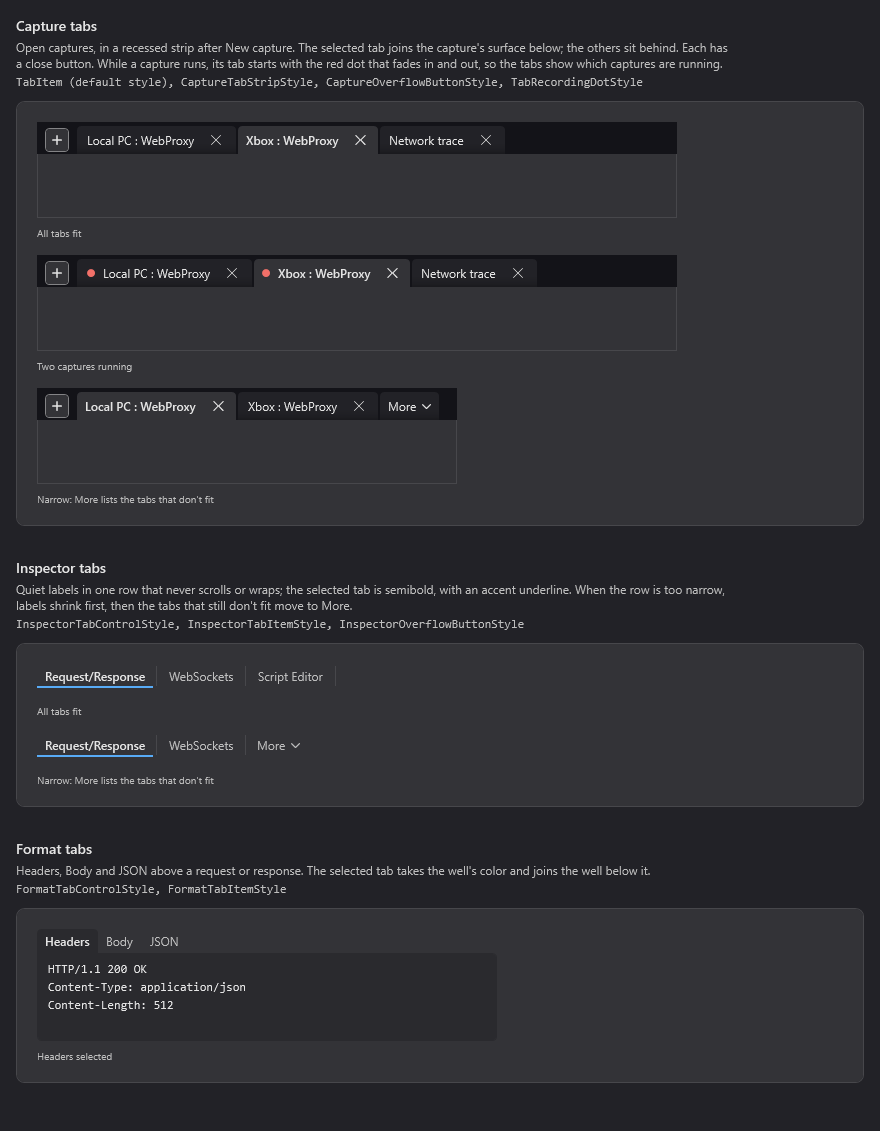 Capture tabs
Open captures, in a recessed strip after New capture. The selected tab joins the capture's surface below; the others sit behind. Each has
a close button. While a capture runs, its tab starts with the red dot that fades in and out, so the tabs show which captures are running.
TabItem (default style), CaptureTabStripStyle, CaptureOverflowButtonStyle, TabRecordingDotStyle
Local PC : WebProxy Xbox : WebProxy Network trace
All tabs fit
Local PC : WebProxy Xbox : WebProxy Network trace
Two captures running
Local PC : WebProxy Xbox : WebProxy More
Narrow: More lists the tabs that don't fit
Inspector tabs
Quiet labels in one row that never scrolls or wraps; the selected tab is semibold, with an accent underline. When the row is too narrow,
labels shrink first, then the tabs that still don't fit move to More.
InspectorTabControlStyle, InspectorTabItemStyle, InspectorOverflowButtonStyle
Request/Response WebSockets Script Editor
All tabs fit
Request/Response WebSockets More
Narrow: More lists the tabs that don't fit
Format tabs
Headers, Body and JSON above a request or response. The selected tab takes the well's color and joins the well below it.
FormatTabControlStyle, FormatTabItemStyle
Headers Body JSON
HTTP/1.1 200 OK
Content-Type: application/json
Content-Length: 512
Headers selected